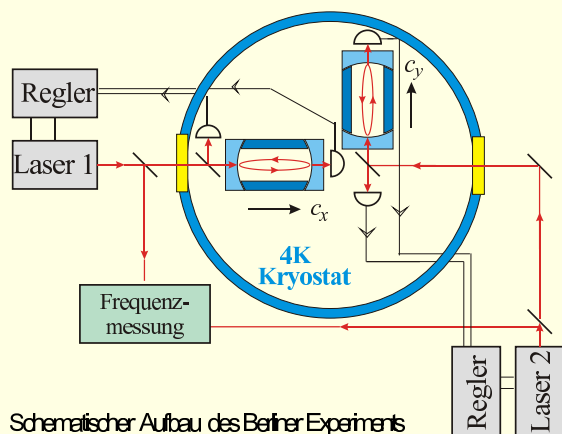 Regler
Laser 1
c_y
c_x
4K
Kryostat
Frequenz-
messung
Regler
Laser 2
Schematischer Aufbau des Berliner Experiments